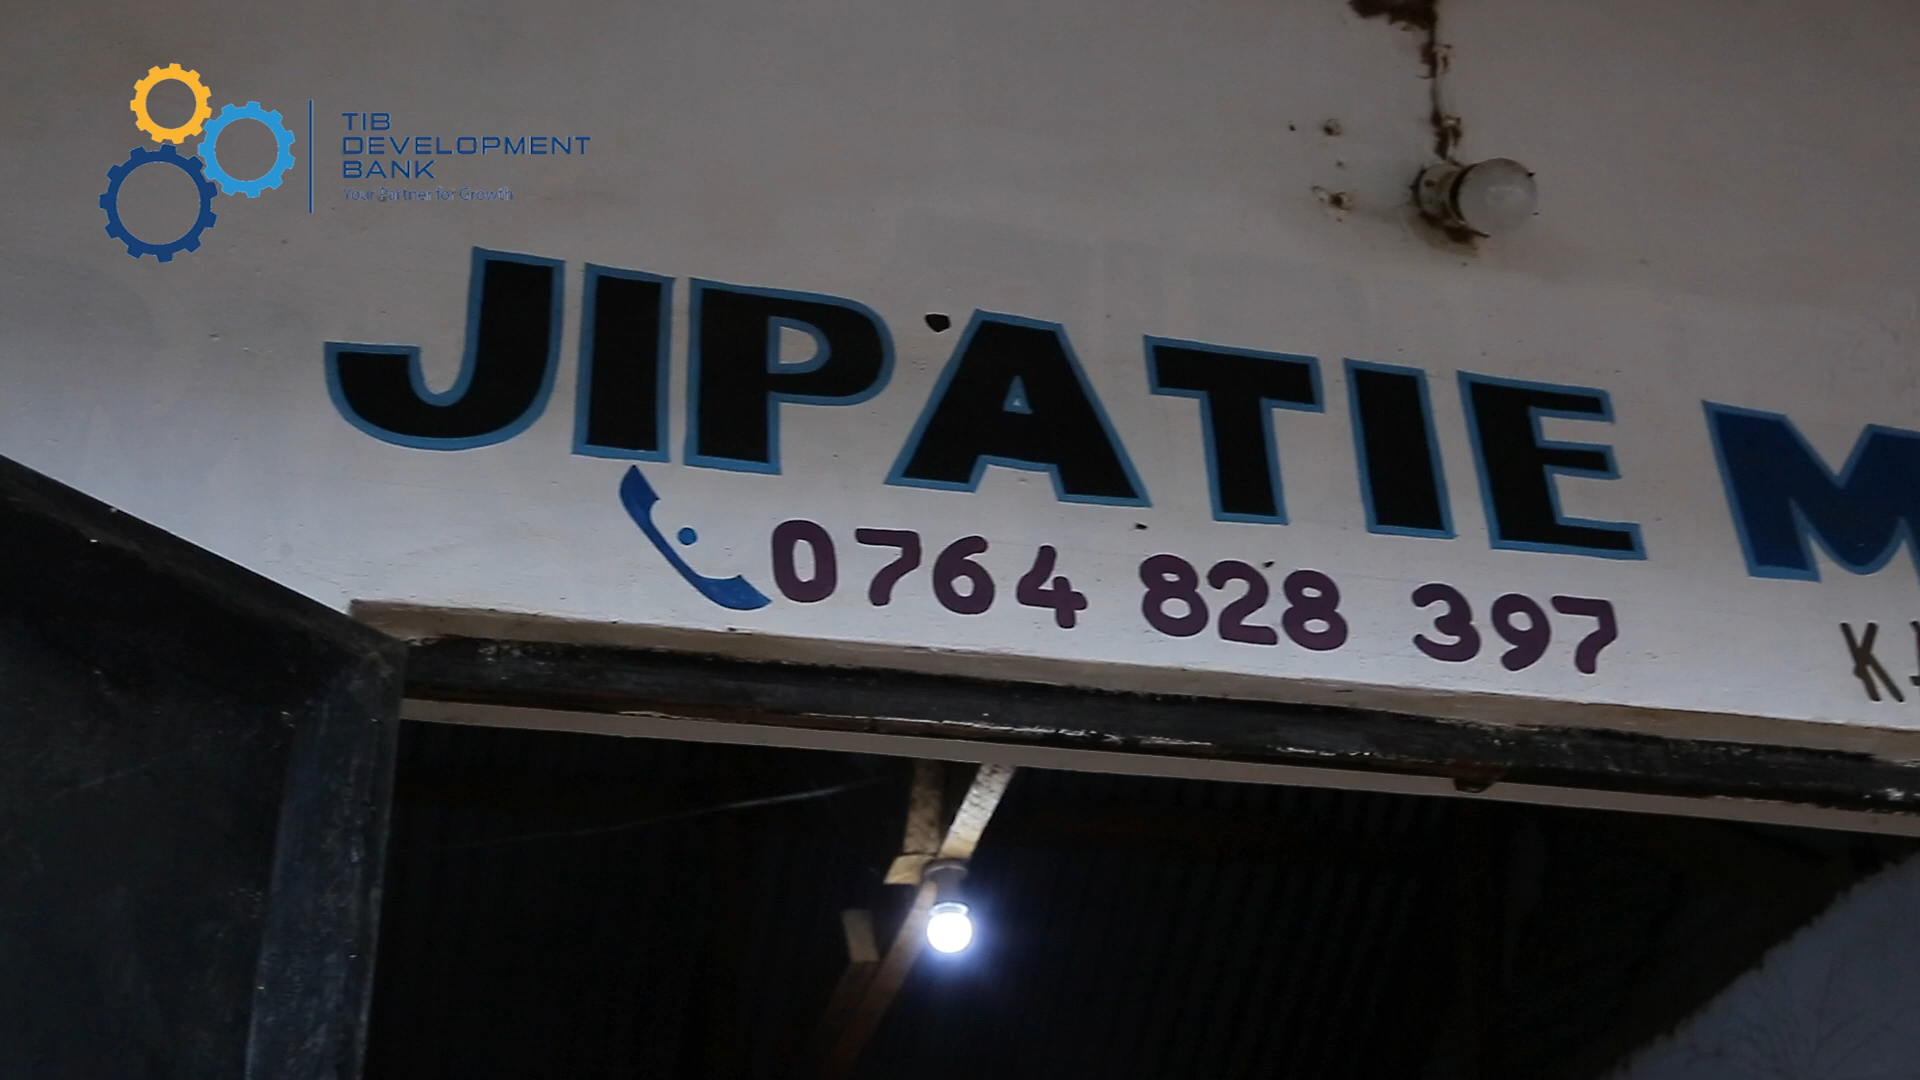 TIB
DEVELOPMENT
BANK
Your Partner for Growth
JIPATIE
0764 828 397